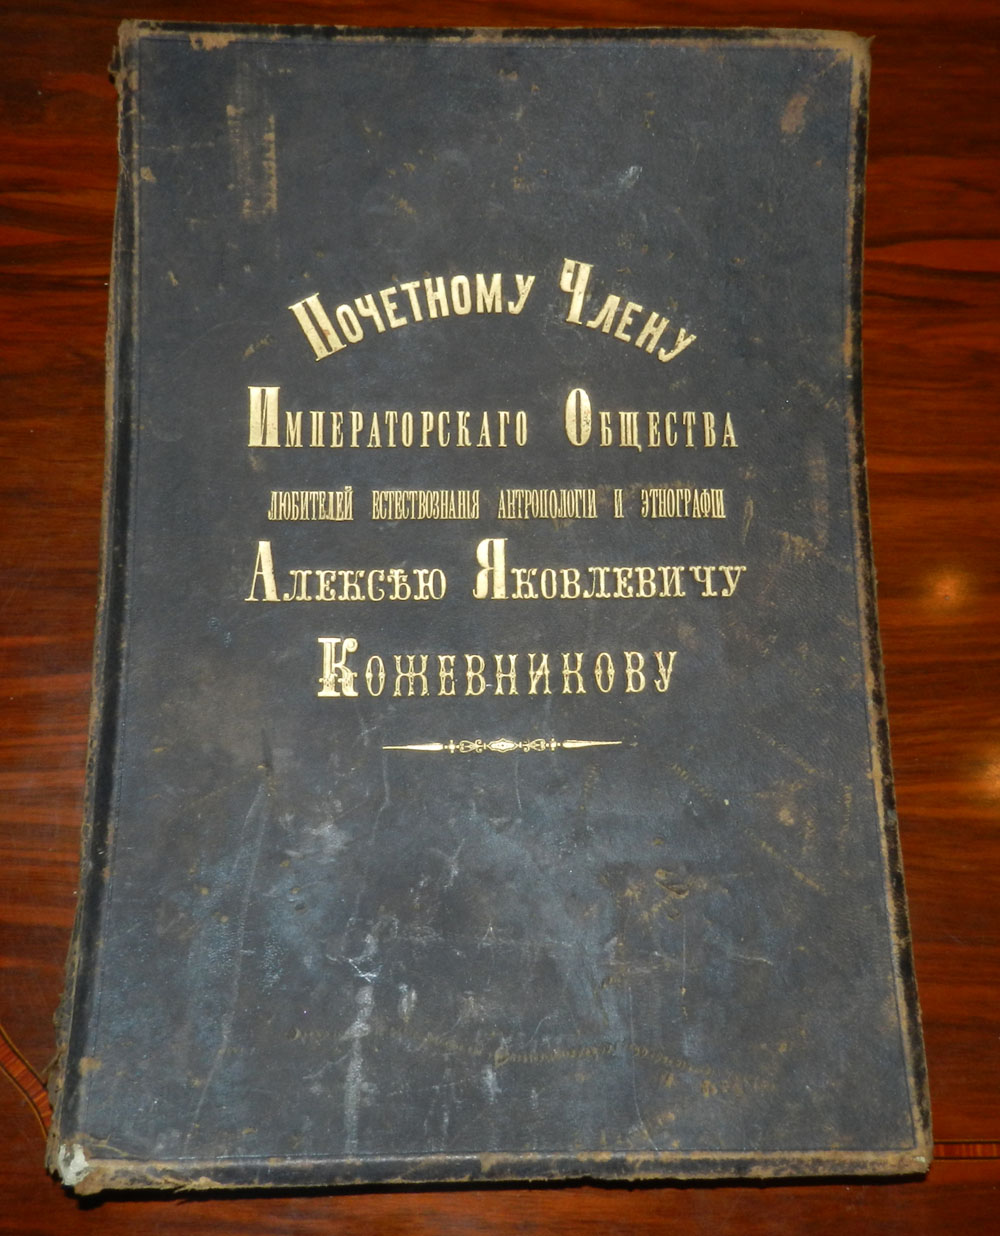 Почетному Члену
Императорскаго Общества
любителей естествознанія антропологіи и этнографіи
Алексѣю Яковлевичу
Кожевникову